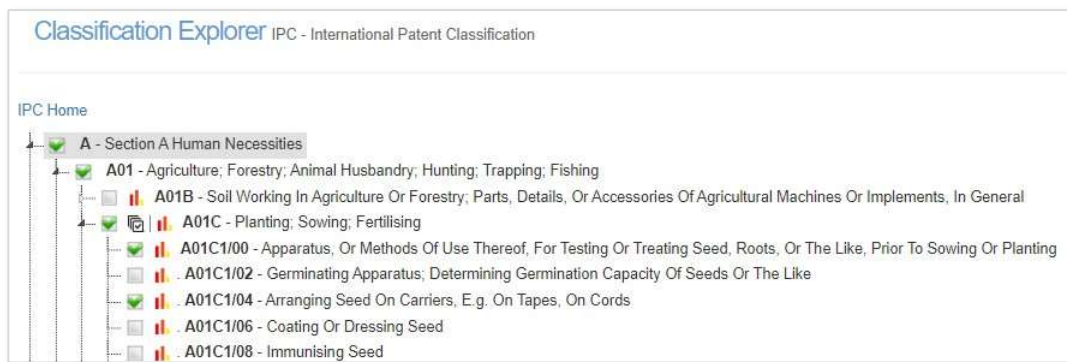 Classification Explorer IPC - International Patent Classification
IPC Home
A - Section A Human Necessities
A01 - Agriculture; Forestry; Animal Husbandry; Hunting; Trapping; Fishing
A01B - Soil Working In Agriculture Or Forestry; Parts, Details, Or Accessories Of Agricultural Machines Or Implements, In General
A01C - Planting; Sowing; Fertilising
A01C1/00 - Apparatus, Or Methods Of Use Thereof, For Testing Or Treating Seed, Roots, Or The Like, Prior To Sowing Or Planting
. A01C1/02 - Germinating Apparatus; Determining Germination Capacity Of Seeds Or The Like
. A01C1/04 - Arranging Seed On Carriers, E.g. On Tapes, On Cords
. A01C1/06 - Coating Or Dressing Seed
. A01C1/08 - Immunising Seed